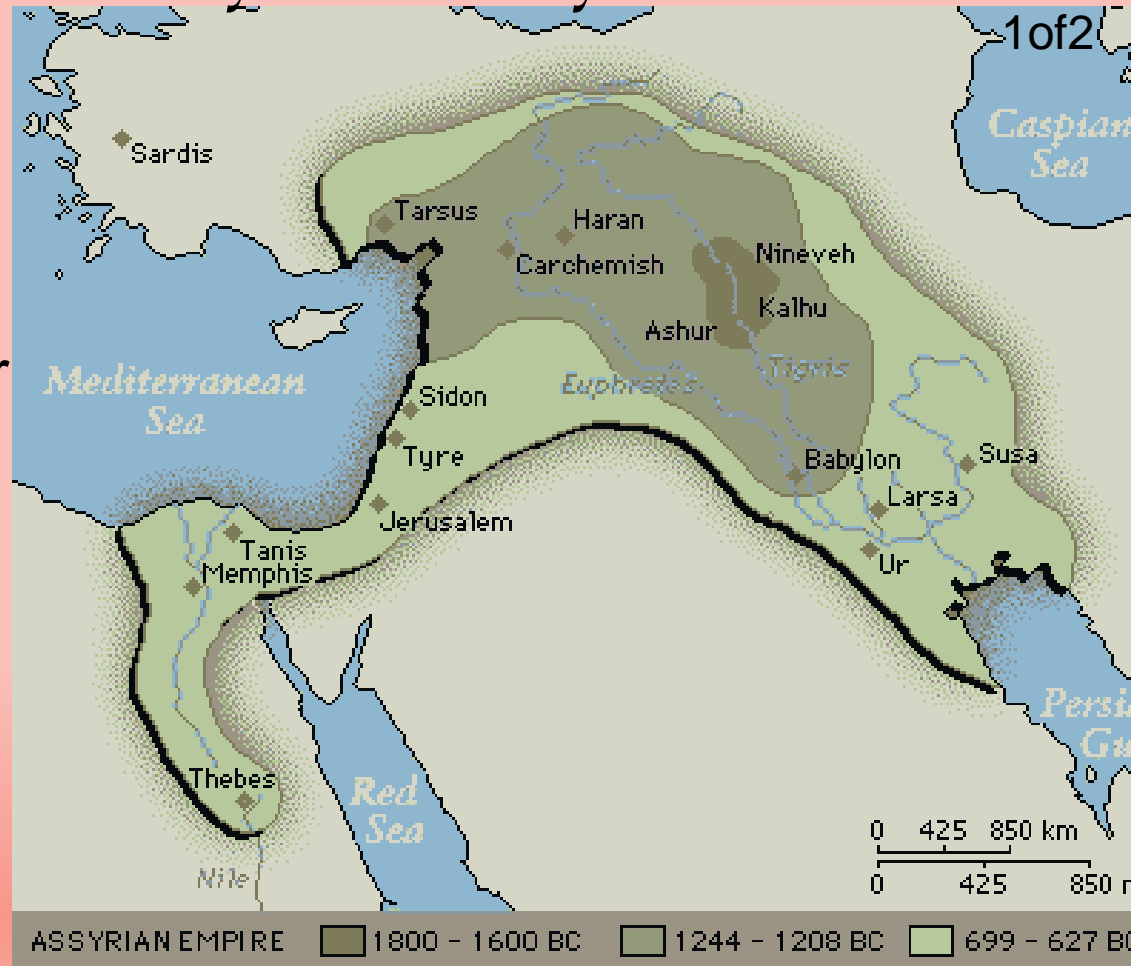 1of2
Caspian
Sea
Sardis
Tarsus
Haran
Nineveh
Carchemish
Kalhu
Ashur
Tigris
Euphrates
Mediterranean
Sea
Sidon
Tyre
Babylon
Susa
Larsa
Jerusalem
Tanis
Memphis
Ur
Persi
Gu
Thebes
Red
Sea
Nile
0 425 850 km
0 425 850 m
ASSYRIAN EMPIRE 1800 - 1600 BC 1244 - 1208 BC 699 - 627 BC